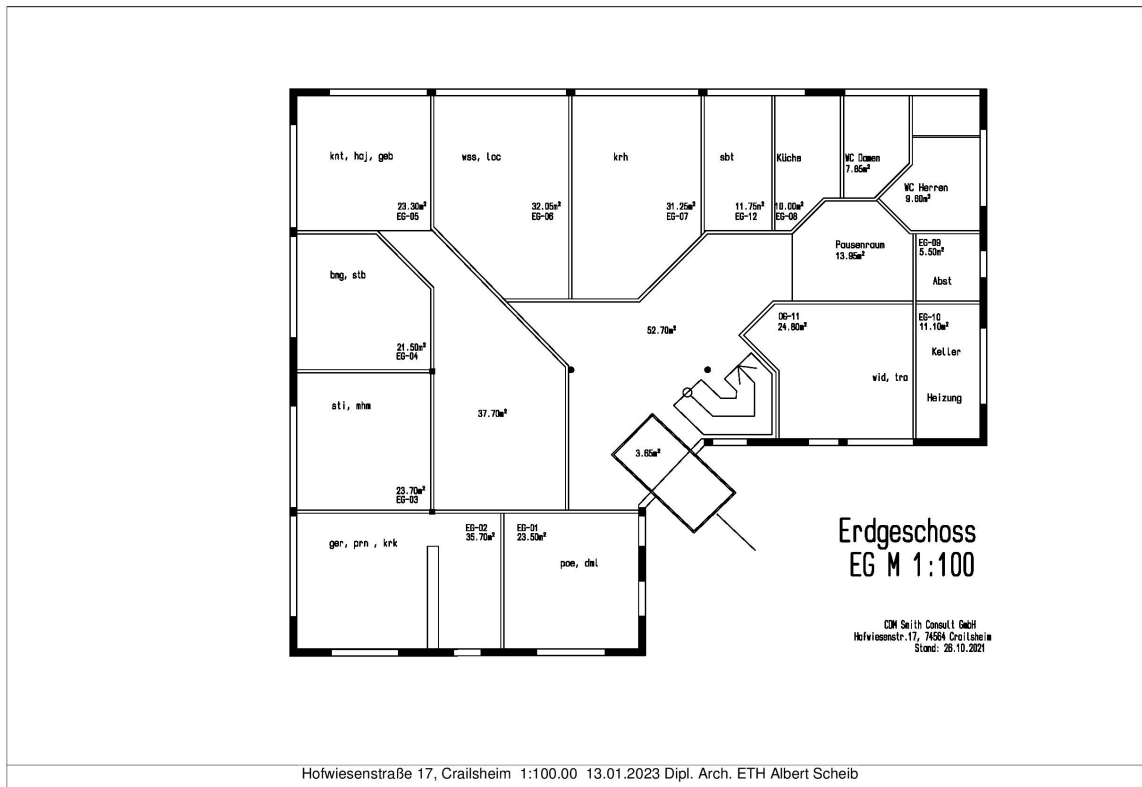 knt, haj, geb
23.30m²
EG-05
wss, loc
32.05m²
EG-06
krh
31.25m²
EG-07
sbt
11.75m²
EG-12
Küche
10.00m²
EG-08
WC Damen
7.85m²
WC Herren
9.60m²
Pausenraum
13.95m²
EG-09
5.50m²
Abst
bmg, stb
21.50m²
EG-04
52.70m²
OG-11
24.80m²
wid, tra
EG-10
11.10m²
Keller
Heizung
sti, mhm
23.70m²
EG-03
37.70m²
3.65m²
ger, prn , krk
EG-02
35.70m²
EG-01
23.50m²
poe, dml
Erdgeschoss
EG M 1:100
CDM Smith Consult GmbH
Hofwiesenstr.17, 74564 Crailsheim
Stand: 26.10.2021
Hofwiesenstraße 17, Crailsheim 1:100.00 13.01.2023 Dipl. Arch. ETH Albert Scheib